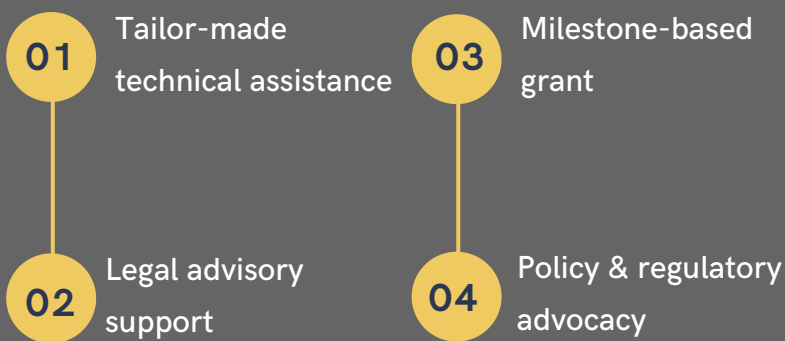 01
Tailor-made
technical assistance
02
Legal advisory
support
03
Milestone-based
grant
04
Policy & regulatory
advocacy